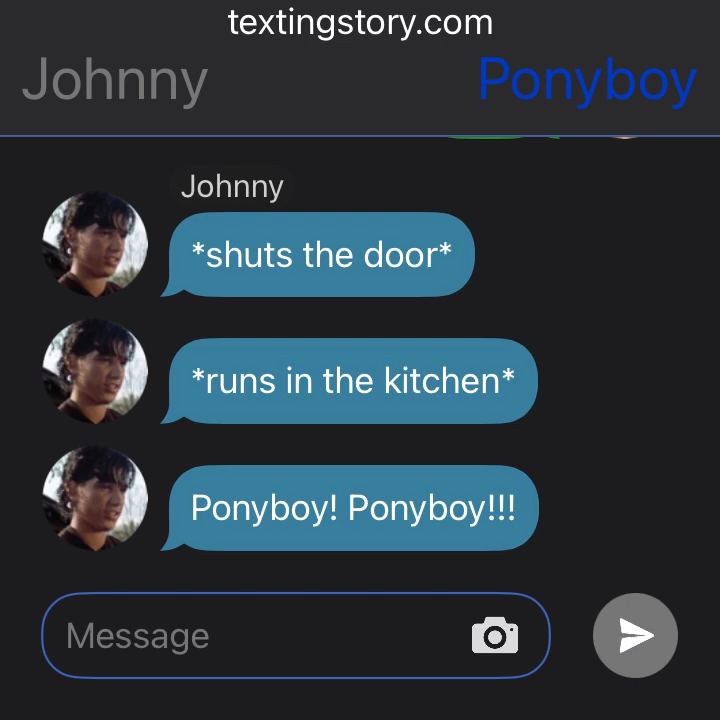 textingstory.com
Johnny Ponyboy
Johnny
*shuts the door*
*runs in the kitchen*
Ponyboy! Ponyboy!!!
Message